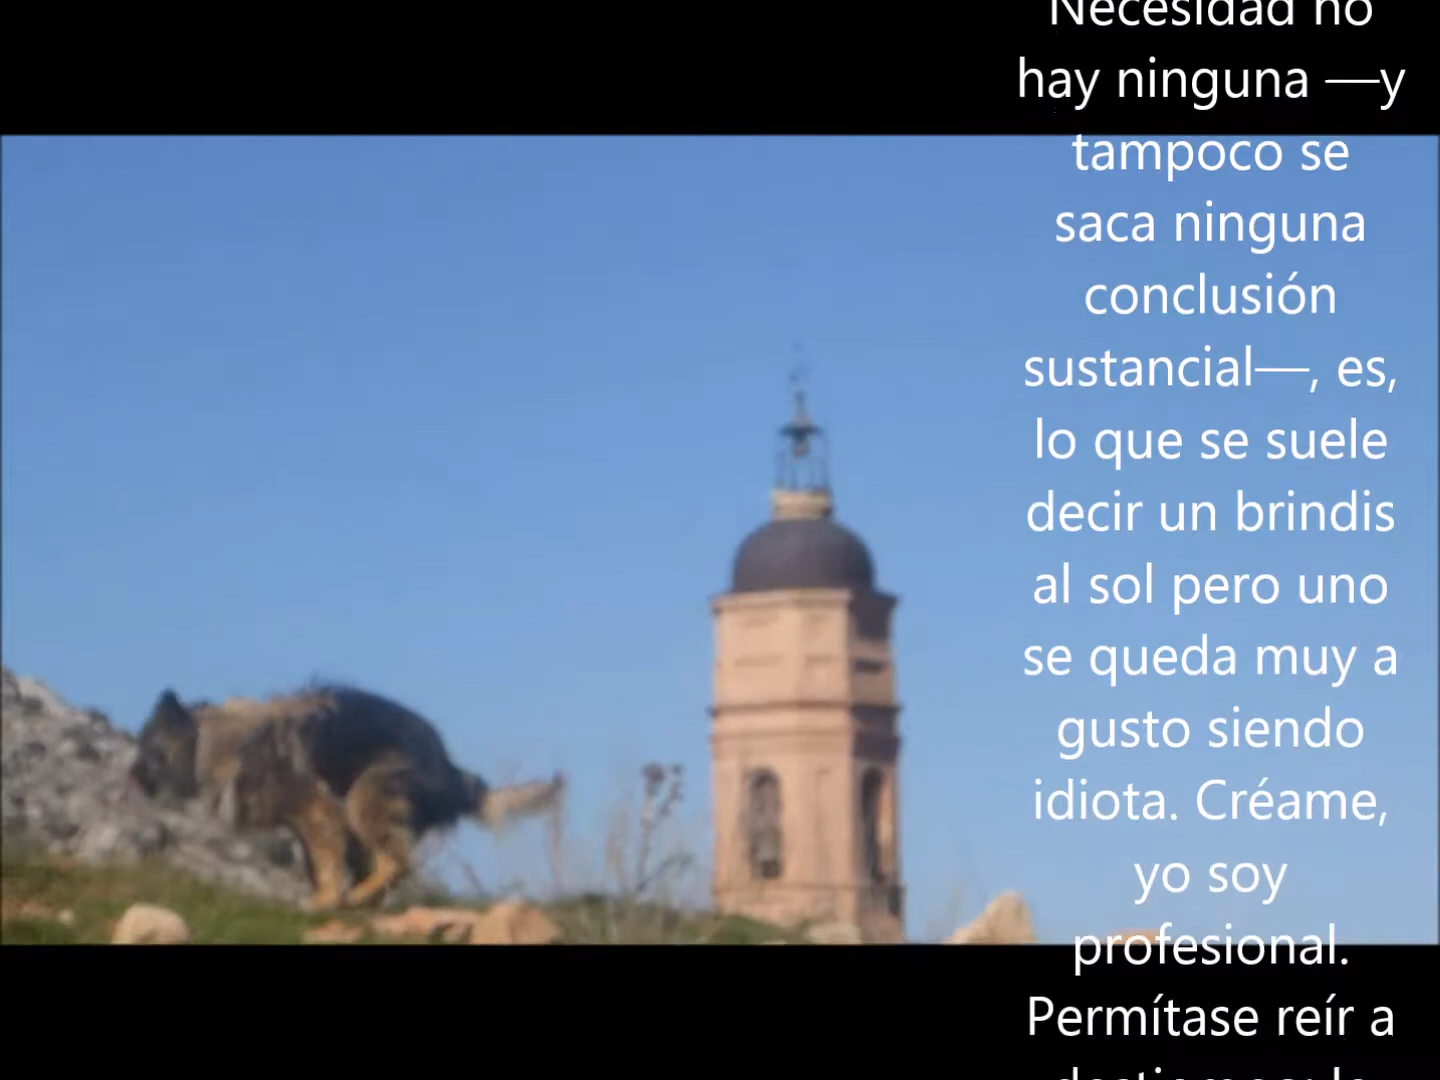 Necesidad no
hay ninguna —y
tampoco se
saca ninguna
conclusión
sustancial—, es,
lo que se suele
decir un brindis
al sol pero uno
se queda muy a
gusto siendo
idiota. Créame,
yo soy
profesional.
Permítase reír a